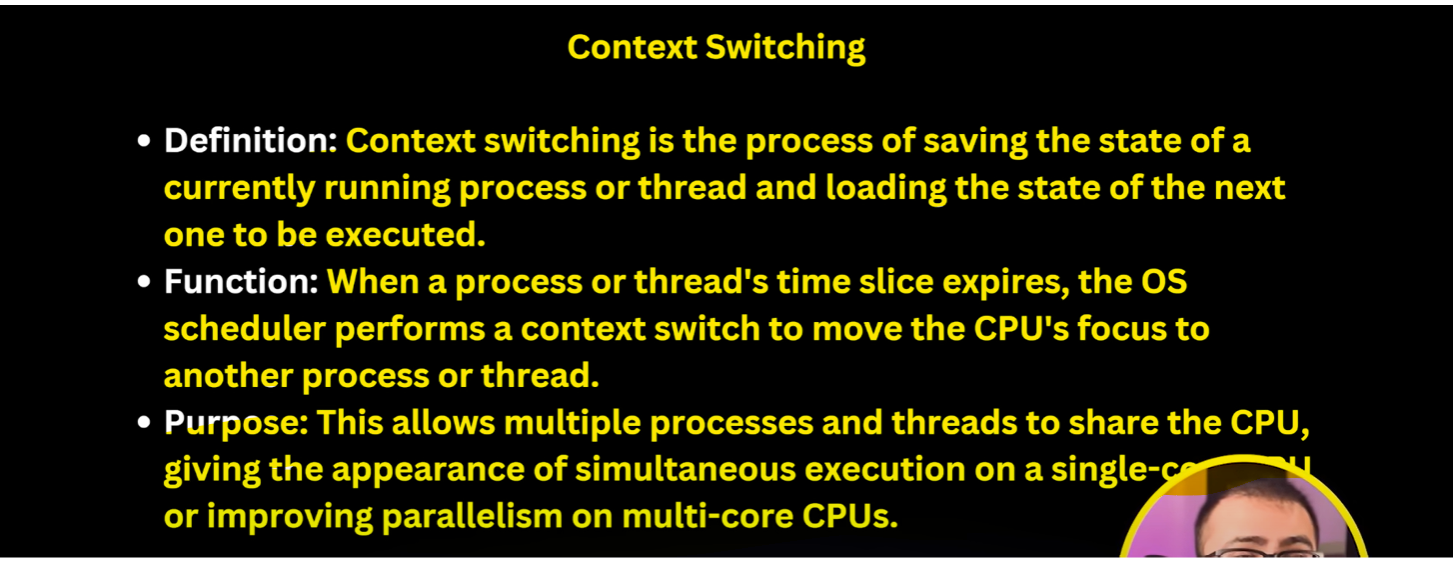 Context Switching
• Definition: Context switching is the process of saving the state of a
currently running process or thread and loading the state of the next
one to be executed.
• Function: When a process or thread's time slice expires, the OS
scheduler performs a context switch to move the CPU's focus to
another process or thread.
• Purpose: This allows multiple processes and threads to share the CPU,
giving the appearance of simultaneous execution on a
or improving parallelism on multi-core CPUs.